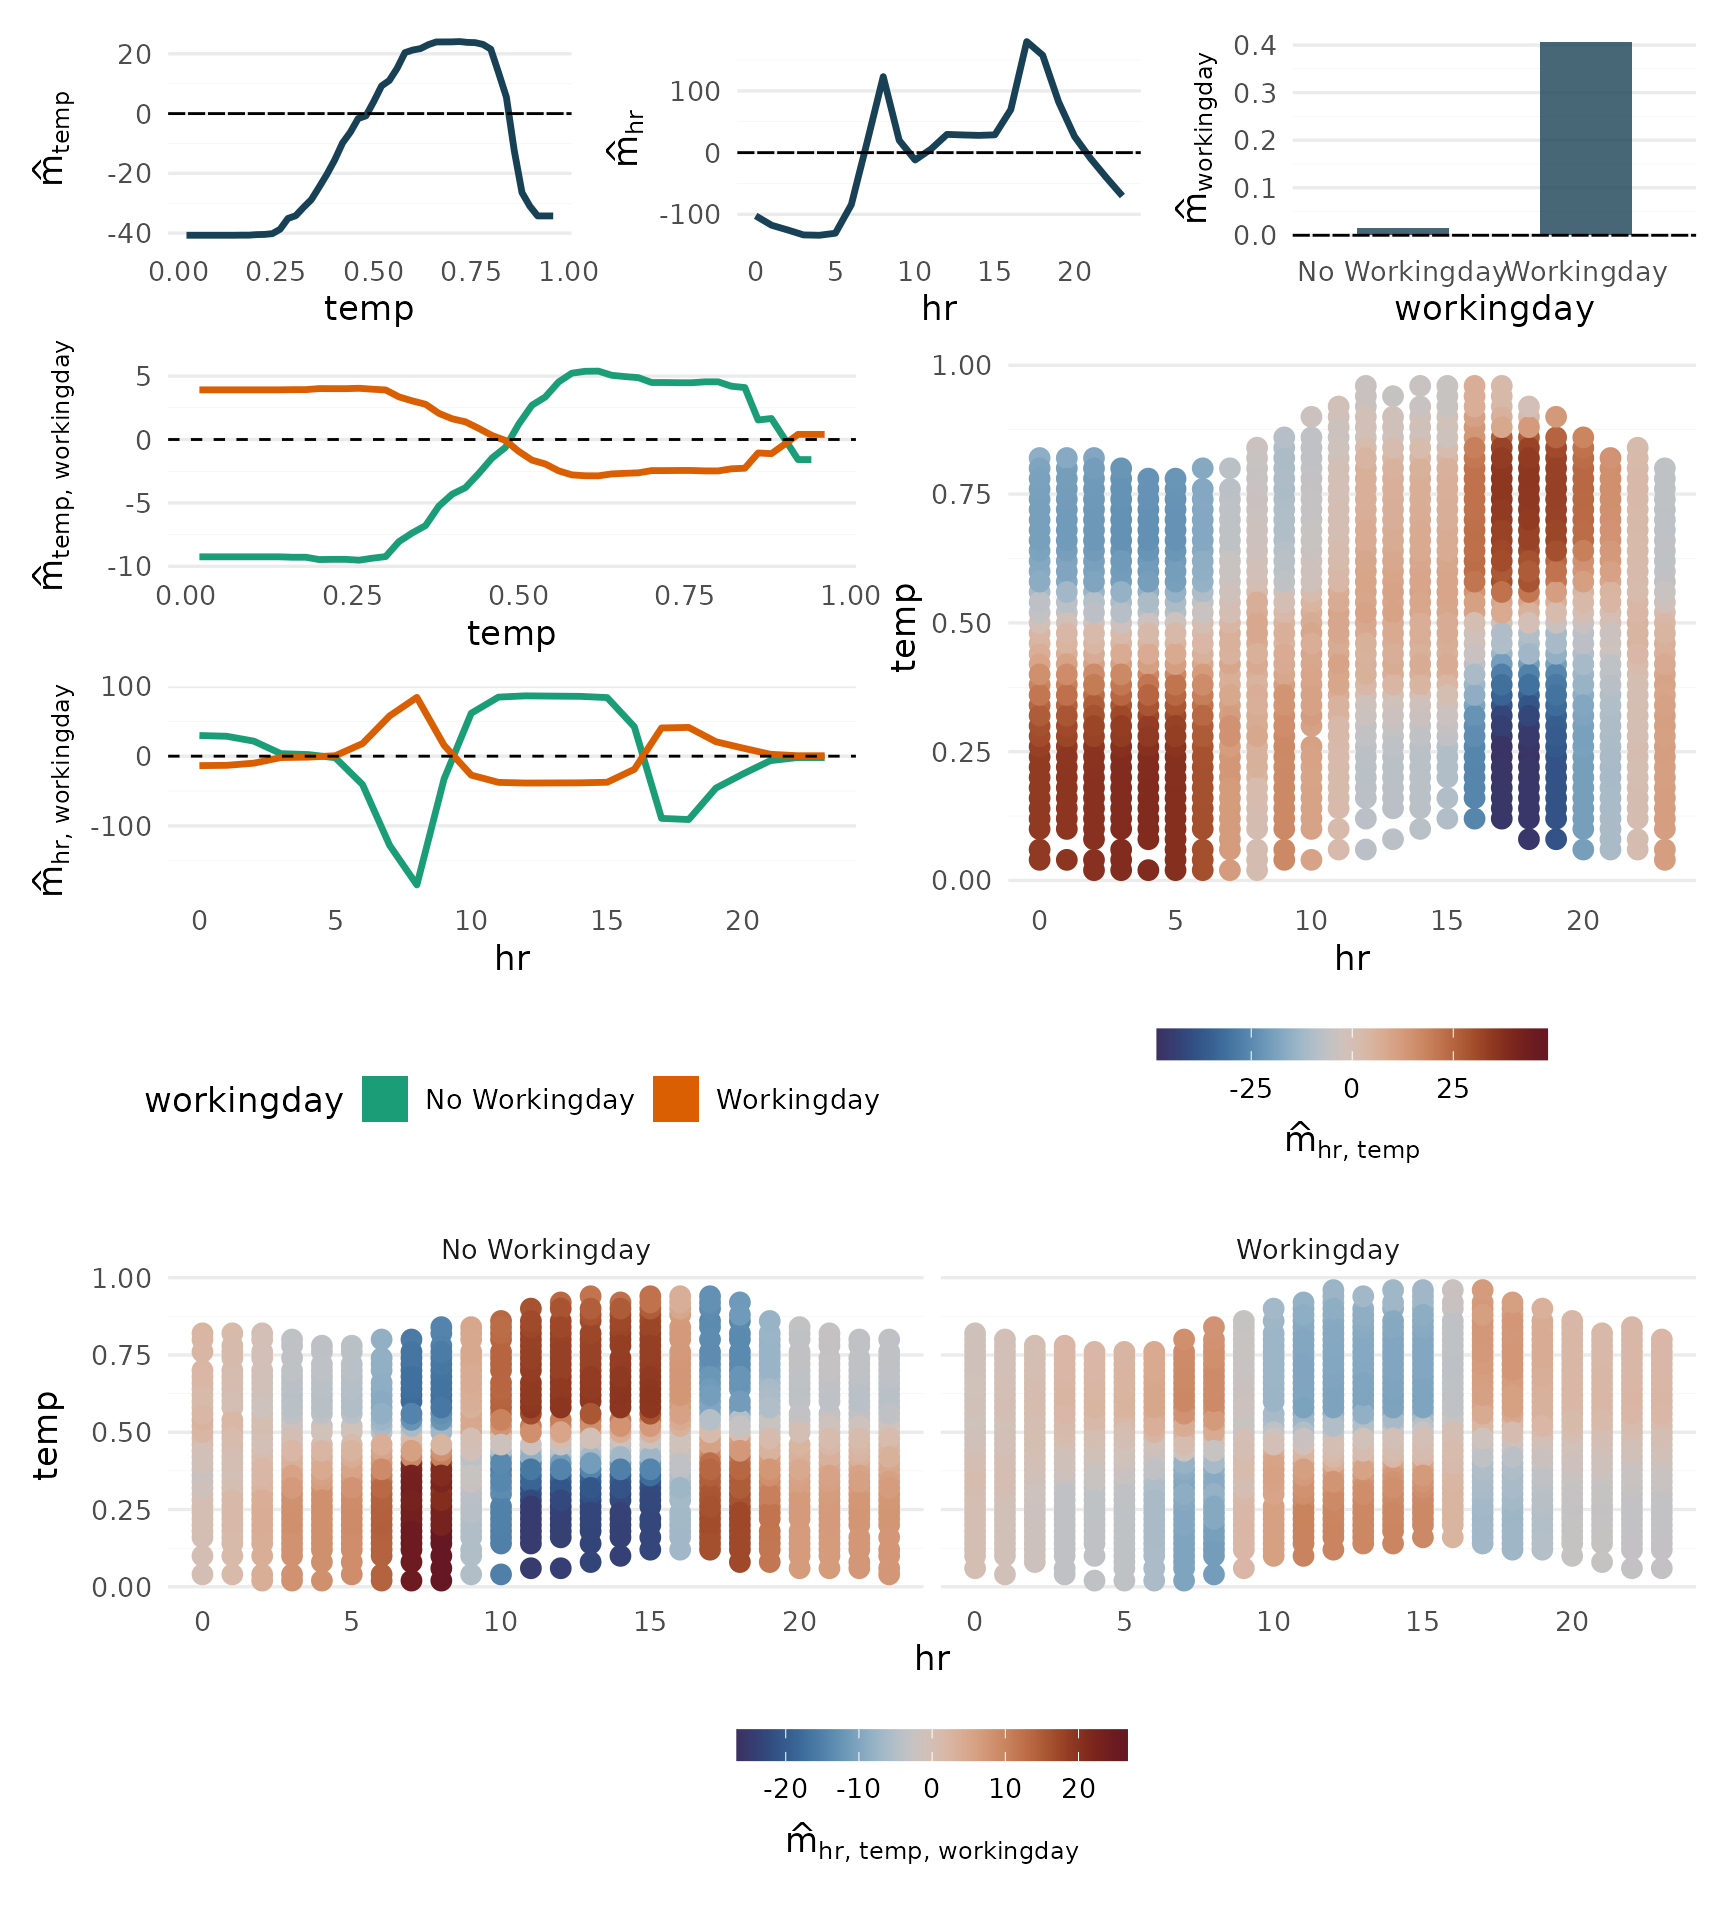 m̂temp
20
0
-20
-40
0.00 0.25 0.50 0.75 1.00
temp
m̂hr
100
0
-100
0 5 10 15 20
hr
m̂workingday
0.4
0.3
0.2
0.1
0.0
No Workingday Workingday
workingday
m̂temp, workingday
5
0
-5
-10
0.00 0.25 0.50 0.75 1.00
temp
m̂hr, workingday
100
0
-100
0 5 10 15 20
hr
temp
1.00
0.75
0.50
0.25
0.00
0 5 10 15 20
hr
workingday No Workingday Workingday
-25 0 25
m̂hr, temp
No Workingday Workingday
temp
1.00
0.75
0.50
0.25
0.00
0 5 10 15 20 0 5 10 15 20
hr
-20 -10 0 10 20
m̂hr, temp, workingday